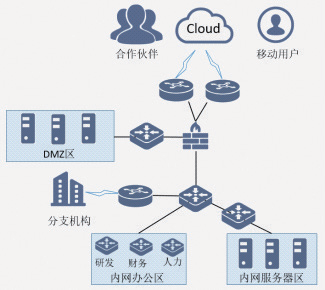 Cloud
合作伙伴
移动用户
DMZ区
分支机构
研发 财务 人力
内网办公区
内网服务器区